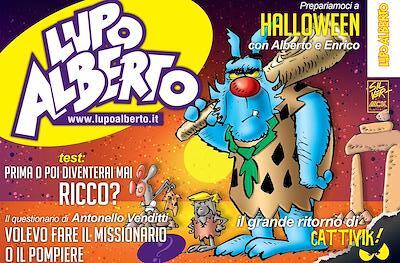 LUPO
ALBERTO
www.lupoalberto.it
Prepariamoci a
HALLOWEEN
con Alberto e Enrico
LUPO ALBERTO
SILVER
test:
PRIMA O POI DIVENTERAI MAI
RICCO?
Il questionario di Antonello Venditti
VOLEVO FARE IL MISSIONARIO
O IL POMPIERE
il grande ritorno di
CATTIVIK!